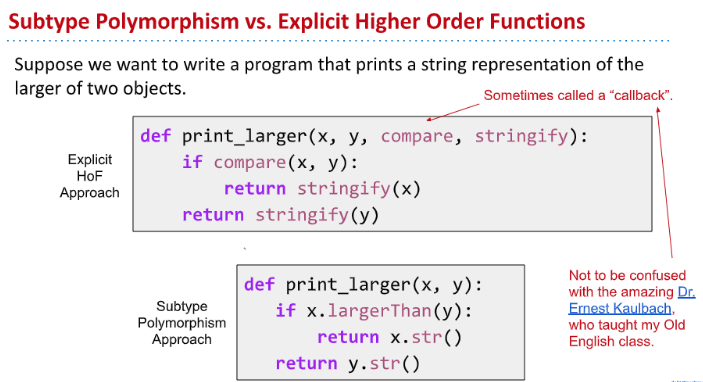 Subtype Polymorphism vs. Explicit Higher Order Functions
Suppose we want to write a program that prints a string representation of the
larger of two objects.
Sometimes called a “callback”.
Explicit
HoF
Approach
def print_larger(x, y, compare, stringify):
    if compare(x, y):
        return stringify(x)
    return stringify(y)
Subtype
Polymorphism
Approach
def print_larger(x, y):
    if x.largerThan(y):
        return x.str()
    return y.str()
Not to be confused
with the amazing Dr.
Ernest Kaulbach,
who taught my Old
English class.